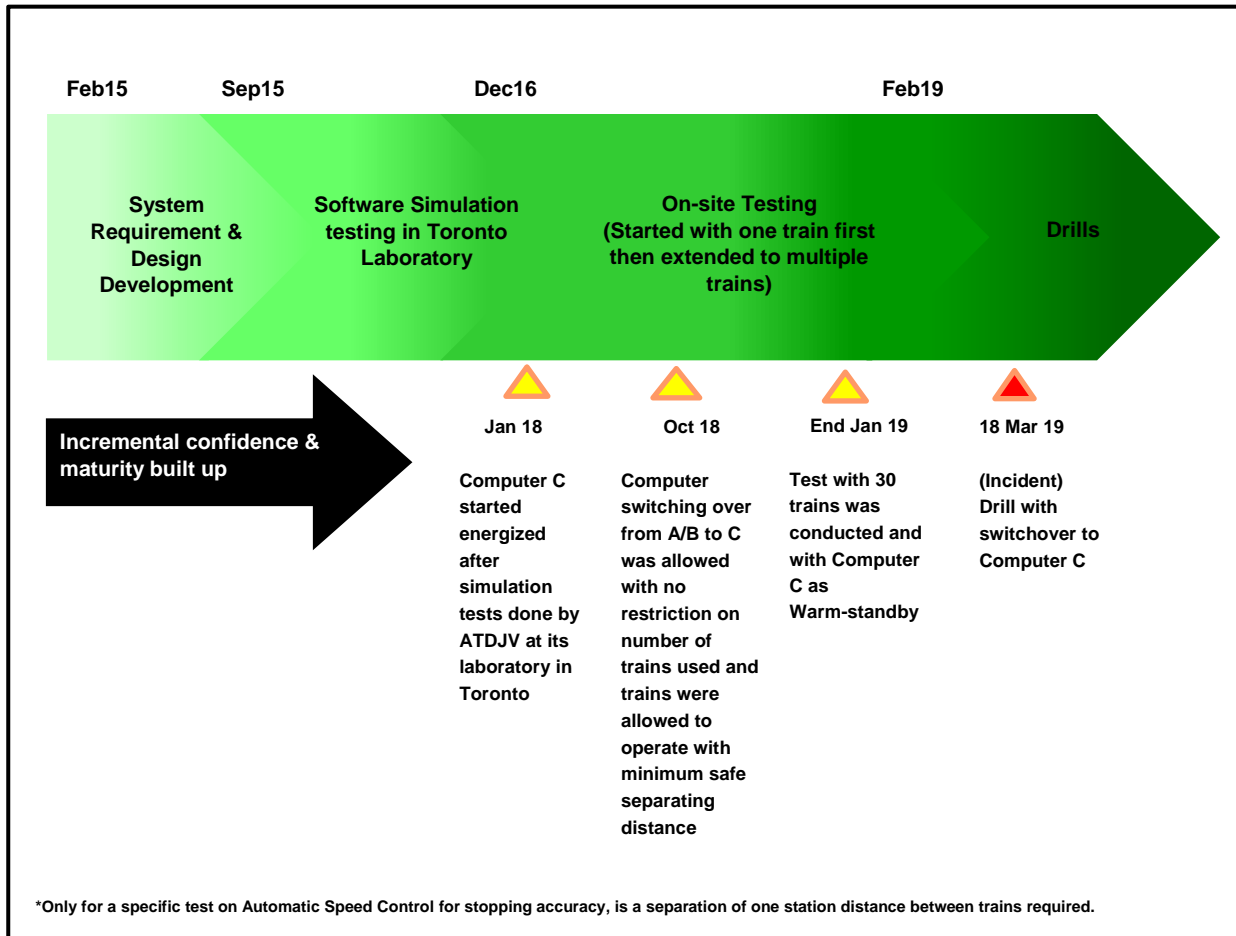 Feb15
Sep15
Dec16
Feb19
System
Requirement &
Design
Development
Software Simulation
testing in Toronto
Laboratory
On-site Testing
(Started with one train first
then extended to multiple
trains)
Drills
Incremental confidence &
maturity built up
Jan 18
Computer C
started
energized
after
simulation
tests done by
ATDJV at its
laboratory in
Toronto
Oct 18
Computer
switching over
from A/B to C
was allowed
with no
restriction on
number of
trains used and
trains were
allowed to
operate with
minimum safe
separating
distance
End Jan 19
Test with 30
trains was
conducted and
with Computer
C as
Warm-standby
18 Mar 19
(Incident)
Drill with
switchover to
Computer C
*Only for a specific test on Automatic Speed Control for stopping accuracy, is a separation of one station distance between trains required.